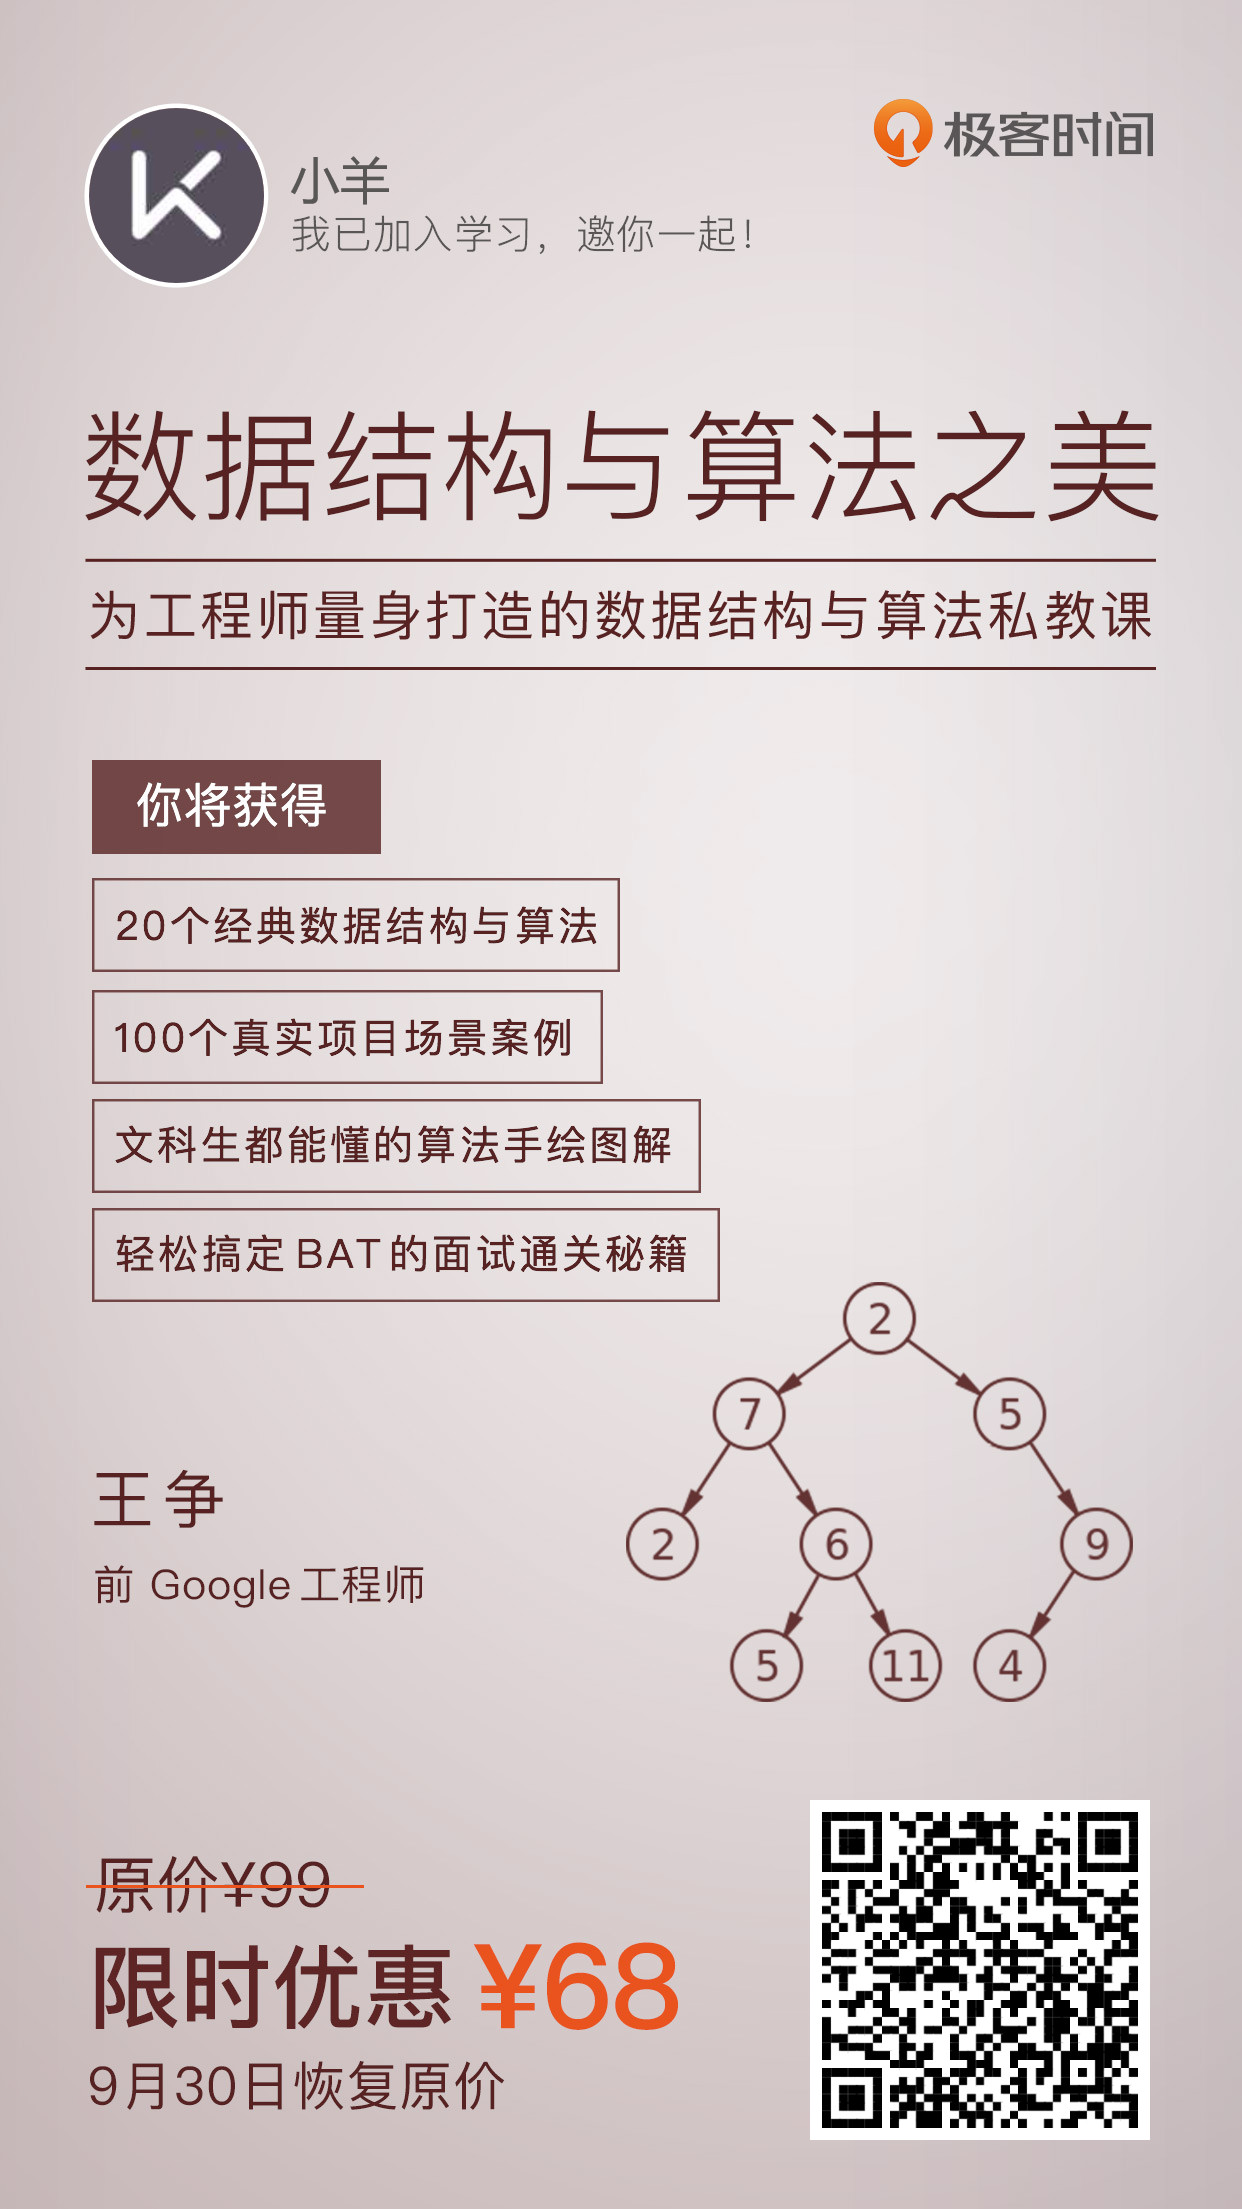 小羊
我已加入学习，邀你一起！
极客时间
数据结构与算法之美
为工程师量身打造的数据结构与算法私教课
你将获得
20个经典数据结构与算法
100个真实项目场景案例
文科生都能懂的算法手绘图解
轻松搞定BAT的面试通关秘籍
2
7 5
2 6 9
5 11 4
王争
前 Google 工程师
原价¥99
限时优惠 ¥68
9月30日恢复原价